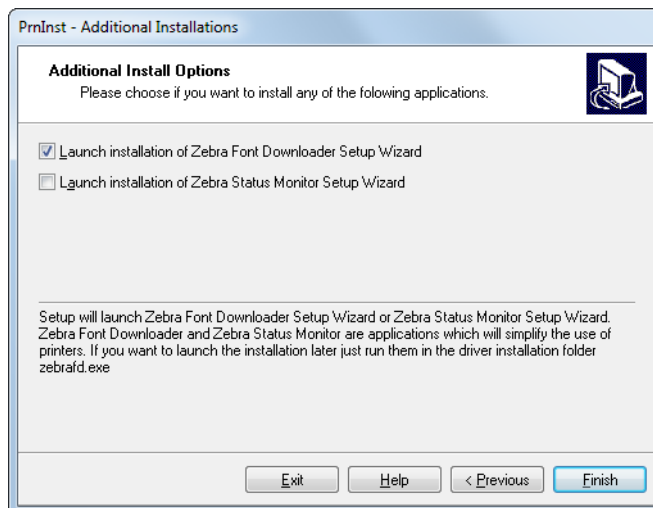 PrnInst - Additional Installations
Additional Install Options
Please choose if you want to install any of the folowing applications.
Launch installation of Zebra Font Downloader Setup Wizard
Launch installation of Zebra Status Monitor Setup Wizard
Setup will launch Zebra Font Downloader Setup Wizard or Zebra Status Monitor Setup Wizard.
Zebra Font Downloader and Zebra Status Monitor are applications which will simplify the use of
printers. If you want to launch the installation later just run them in the driver installation folder
zebrafd.exe
Exit
Help
< Previous
Finish